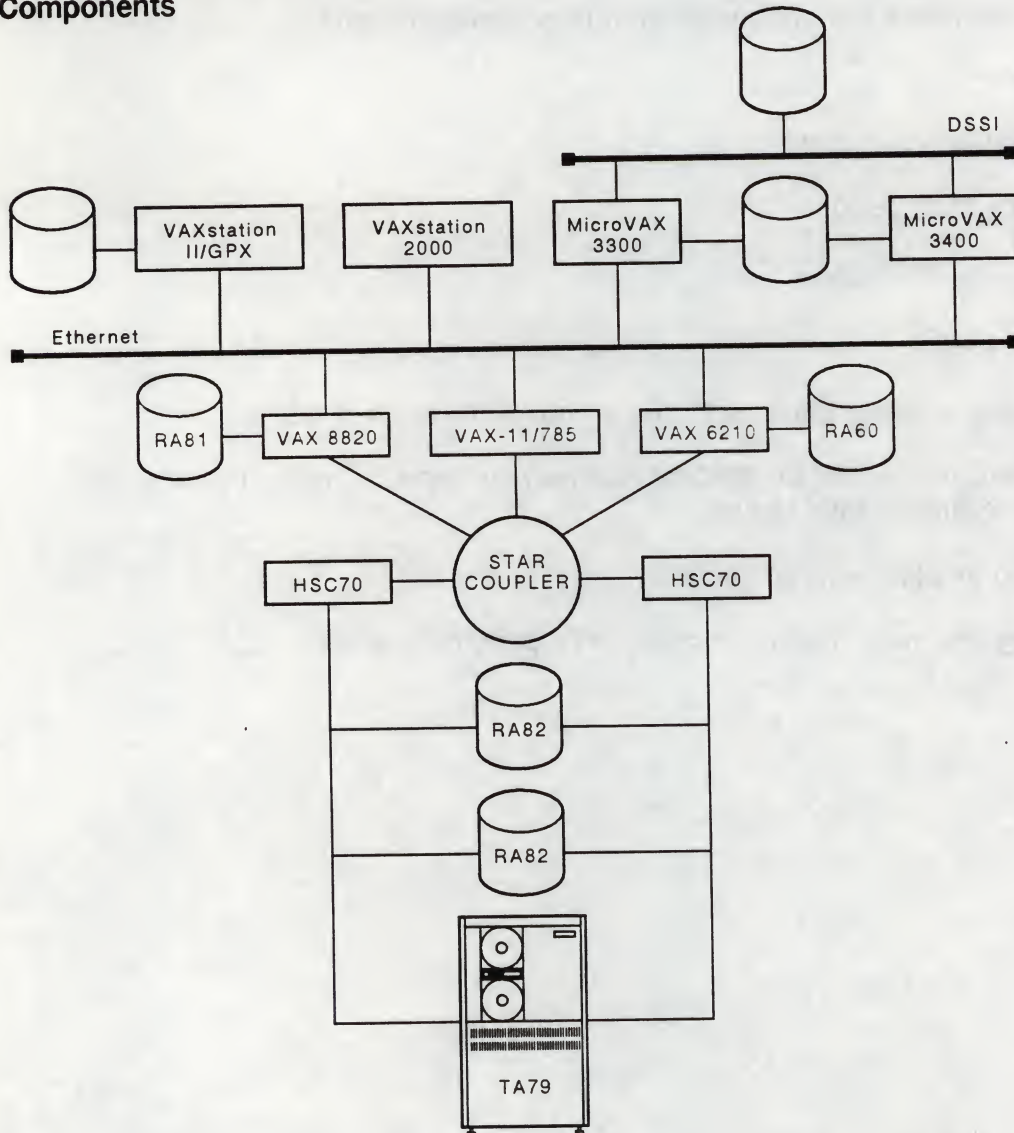 Components
DSSI
VAXstation
II/GPX
VAXstation
2000
MicroVAX
3300
MicroVAX
3400
Ethernet
RA81
VAX 8820
VAX-11/785
VAX 6210
RA60
STAR
COUPLER
HSC70
HSC70
RA82
RA82
TA79